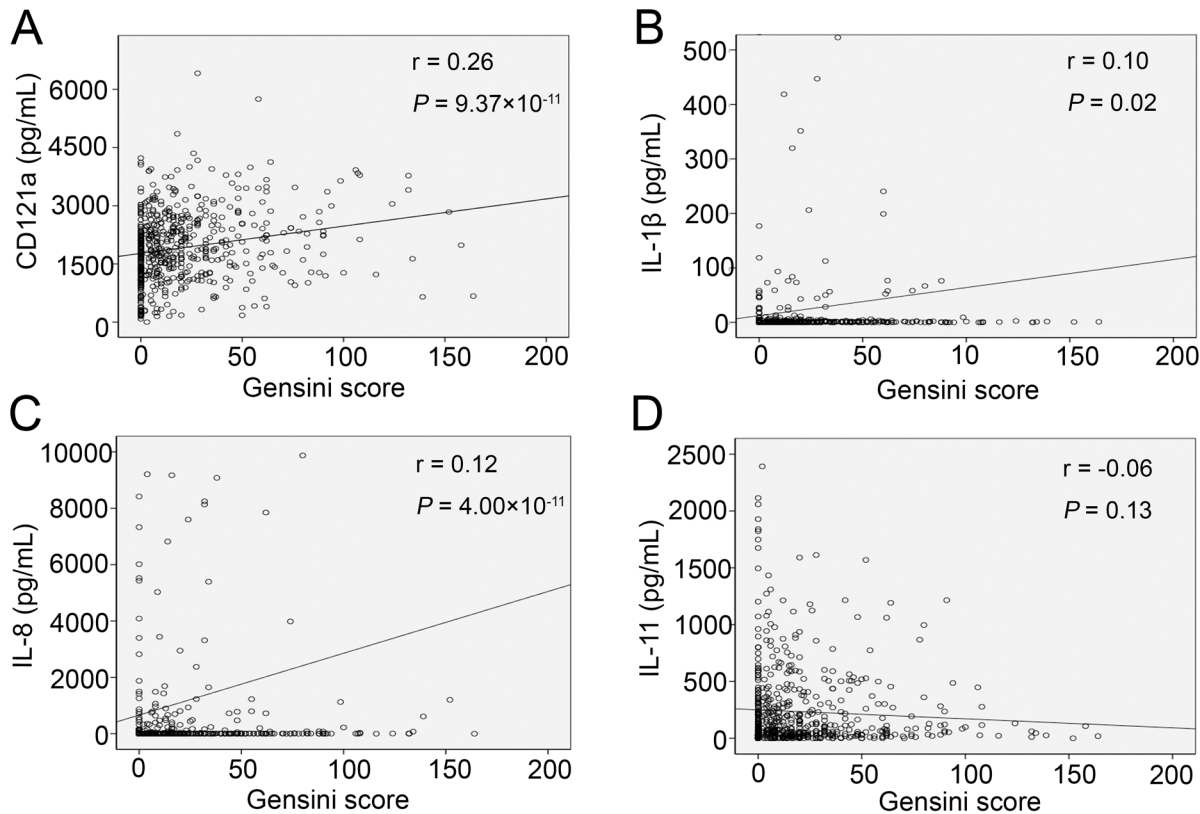 A
CD121a (pg/mL)
6000
4500
3000
1500
0
r = 0.26
P = 9.37×10⁻¹¹
0 50 100 150 200
Gensini score
B
IL-1β (pg/mL)
500
400
300
200
100
0
r = 0.10
P = 0.02
0 50 10 150 200
Gensini score
C
IL-8 (pg/mL)
10000
8000
6000
4000
2000
0
r = 0.12
P = 4.00×10⁻¹¹
0 50 100 150 200
Gensini score
D
IL-11 (pg/mL)
2500
2000
1500
1000
500
0
r = -0.06
P = 0.13
0 50 100 150 200
Gensini score